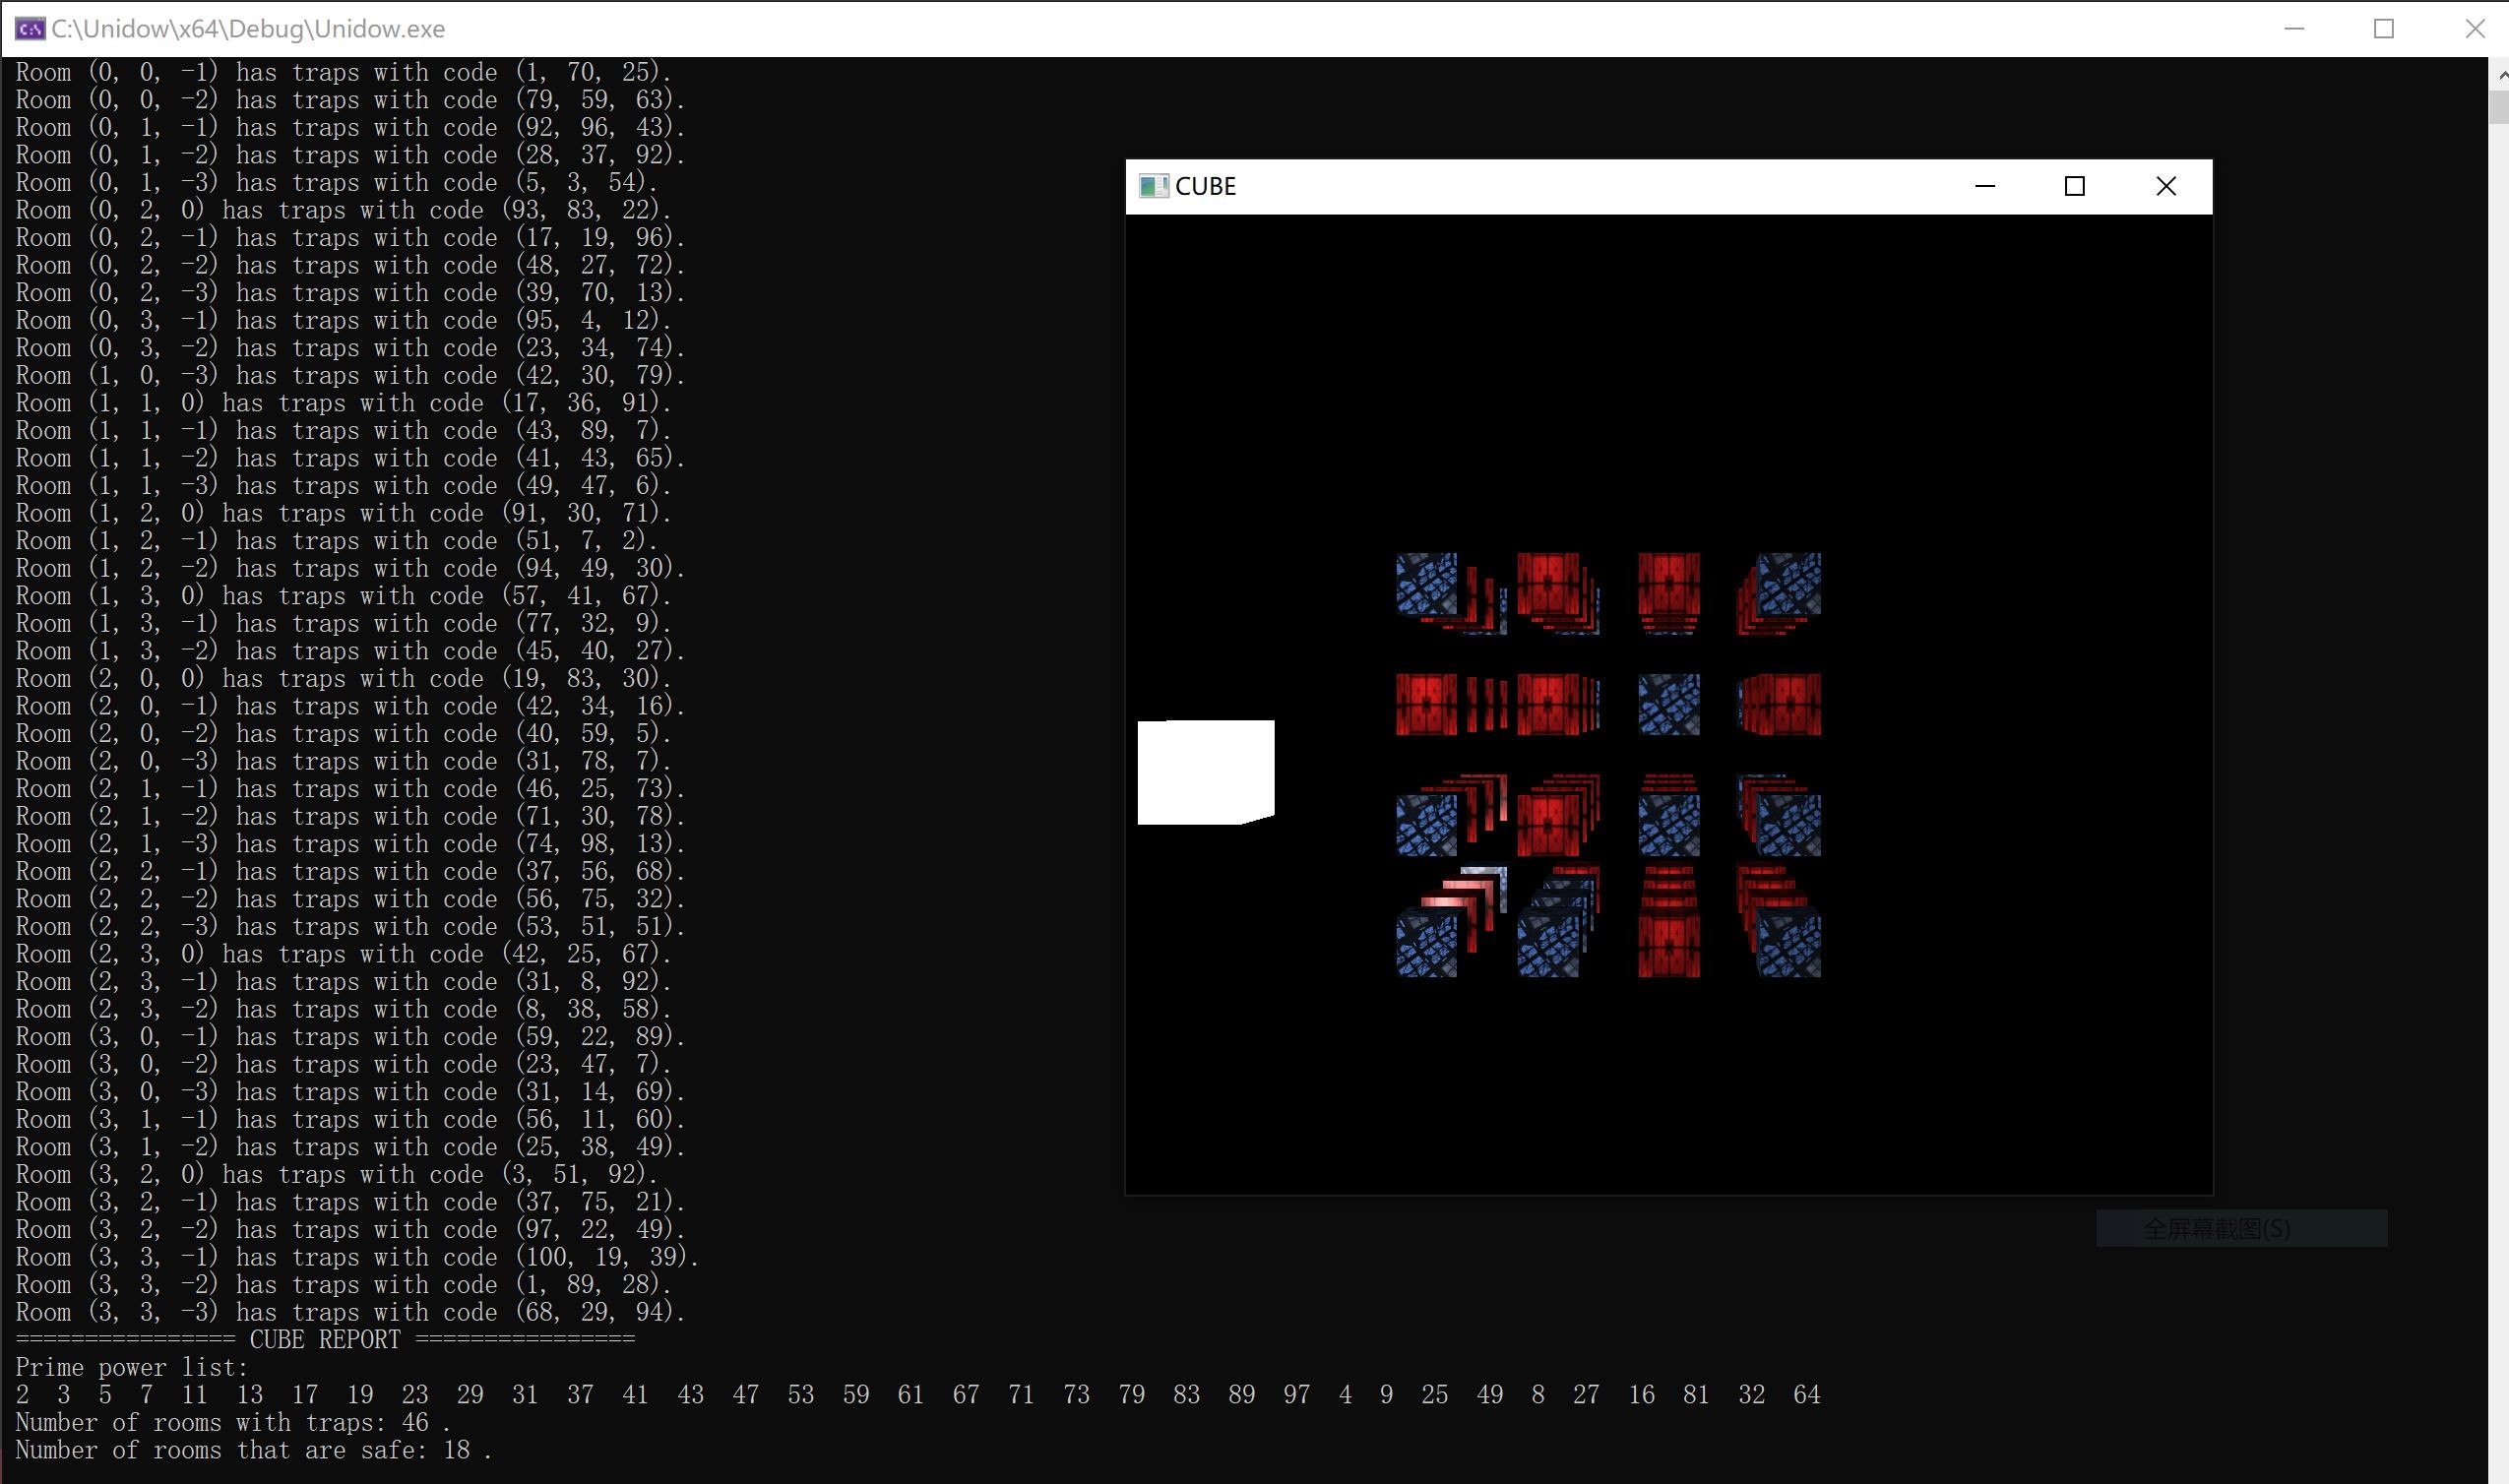 C:\Unidow\x64\Debug\Unidow.exe
Room (0, 0, -1) has traps with code (1, 70, 25).
Room (0, 0, -2) has traps with code (79, 59, 63).
Room (0, 1, -1) has traps with code (92, 96, 43).
Room (0, 1, -2) has traps with code (28, 37, 92).
Room (0, 1, -3) has traps with code (5, 3, 54).
Room (0, 2, 0) has traps with code (93, 83, 22).
Room (0, 2, -1) has traps with code (17, 19, 96).
Room (0, 2, -2) has traps with code (48, 27, 72).
Room (0, 2, -3) has traps with code (39, 70, 13).
Room (0, 3, -1) has traps with code (95, 4, 12).
Room (0, 3, -2) has traps with code (23, 34, 74).
Room (1, 0, -3) has traps with code (42, 30, 79).
Room (1, 1, 0) has traps with code (17, 36, 91).
Room (1, 1, -1) has traps with code (43, 89, 7).
Room (1, 1, -2) has traps with code (41, 43, 65).
Room (1, 1, -3) has traps with code (49, 47, 6).
Room (1, 2, 0) has traps with code (91, 30, 71).
Room (1, 2, -1) has traps with code (51, 7, 2).
Room (1, 2, -2) has traps with code (94, 49, 30).
Room (1, 3, 0) has traps with code (57, 41, 67).
Room (1, 3, -1) has traps with code (77, 32, 9).
Room (1, 3, -2) has traps with code (45, 40, 27).
Room (2, 0, 0) has traps with code (19, 83, 30).
Room (2, 0, -1) has traps with code (42, 34, 16).
Room (2, 0, -2) has traps with code (40, 59, 5).
Room (2, 0, -3) has traps with code (31, 78, 7).
Room (2, 1, -1) has traps with code (46, 25, 73).
Room (2, 1, -2) has traps with code (71, 30, 78).
Room (2, 1, -3) has traps with code (74, 98, 13).
Room (2, 2, -1) has traps with code (37, 56, 68).
Room (2, 2, -2) has traps with code (56, 75, 32).
Room (2, 2, -3) has traps with code (53, 51, 51).
Room (2, 3, 0) has traps with code (42, 25, 67).
Room (2, 3, -1) has traps with code (31, 8, 92).
Room (2, 3, -2) has traps with code (8, 38, 58).
Room (3, 0, -1) has traps with code (59, 22, 89).
Room (3, 0, -2) has traps with code (23, 47, 7).
Room (3, 0, -3) has traps with code (31, 14, 69).
Room (3, 1, -1) has traps with code (56, 11, 60).
Room (3, 1, -2) has traps with code (25, 38, 49).
Room (3, 2, 0) has traps with code (3, 51, 92).
Room (3, 2, -1) has traps with code (37, 75, 21).
Room (3, 2, -2) has traps with code (97, 22, 49).
Room (3, 3, -1) has traps with code (100, 19, 39).
Room (3, 3, -2) has traps with code (1, 89, 28).
Room (3, 3, -3) has traps with code (68, 29, 94).
================ CUBE REPORT ================
Prime power list:
2 3 5 7 11 13 17 19 23 29 31 37 41 43 47 53 59 61 67 71 73 79 83 89 97 4 9 25 49 8 27 16 81 32 64
Number of rooms with traps: 46 .
Number of rooms that are safe: 18 .
CUBE
全屏幕截图(S)